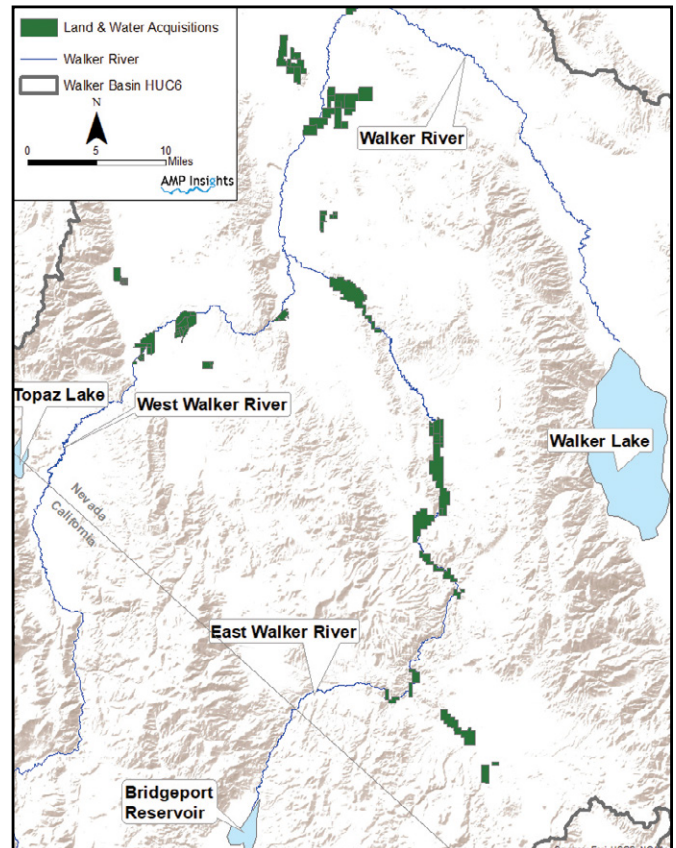 Land & Water Acquisitions
Walker River
Walker Basin HUC6
N
0 5 10
Miles
AMP Insights
Walker River
Topaz Lake
West Walker River
Walker Lake
Nevada
California
East Walker River
Bridgeport
Reservoir